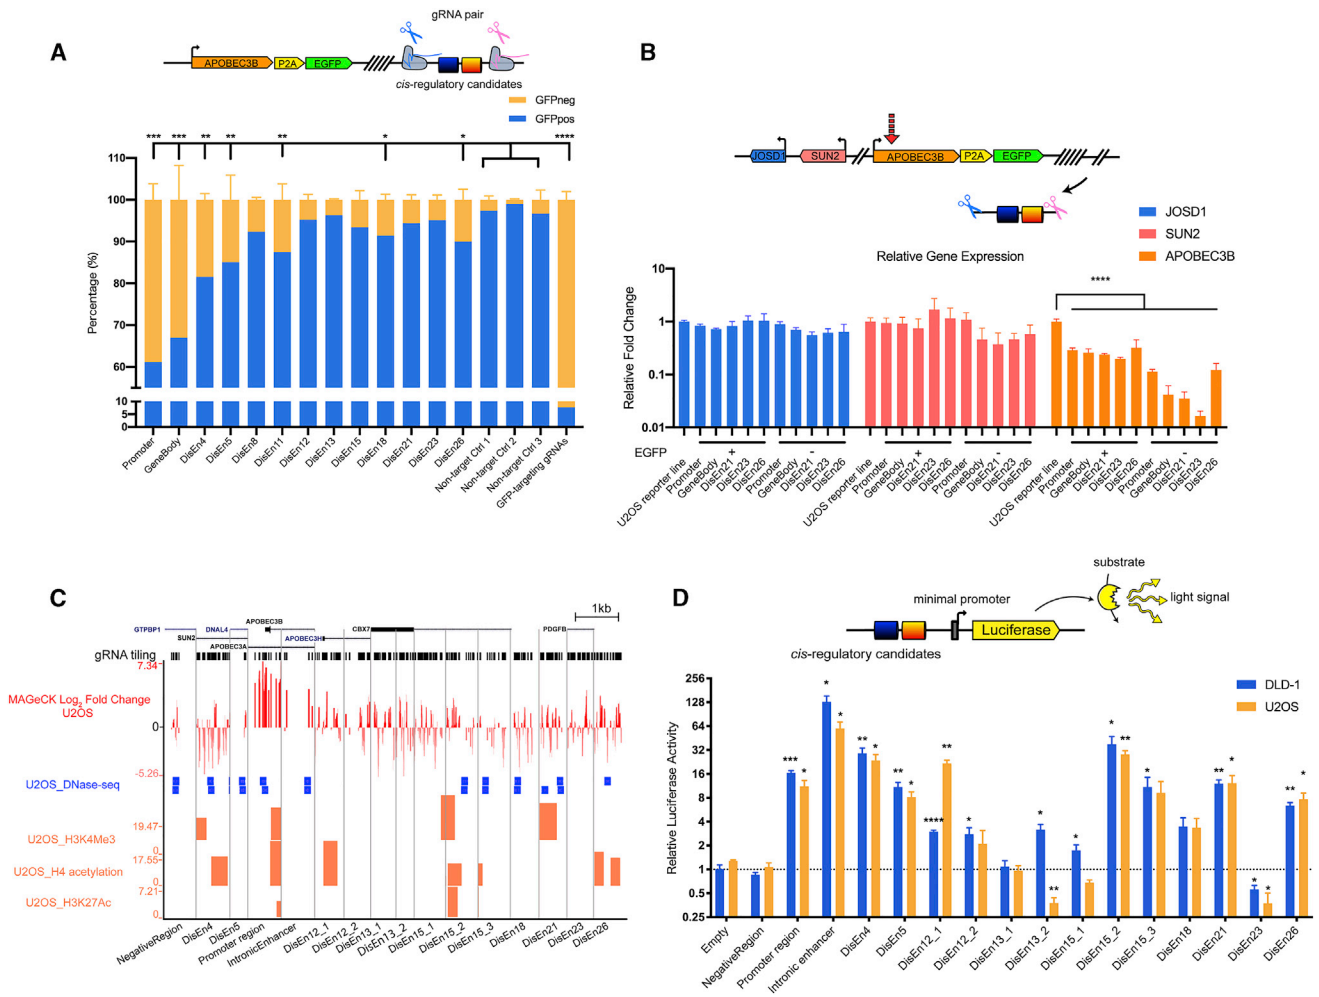 A
gRNA pair
APOBEC3B P2A EGFP
cis-regulatory candidates
GFPneg
GFPpos
*** *** ** ** ** * * ****
Percentage (%)
110
100
90
80
70
60
10
5
0
Promoter
GeneBody
DisEn4
DisEn5
DisEn8
DisEn11
DisEn12
DisEn13
DisEn15
DisEn18
DisEn21
DisEn23
DisEn26
Non-target Ctrl 1
Non-target Ctrl 2
Non-target Ctrl 3
GFP-targeting gRNAs
B
JOSD1 SUN2 APOBEC3B P2A EGFP
JOSD1
SUN2
APOBEC3B
Relative Gene Expression
****
Relative Fold Change
10
1
0.1
0.01
EGFP
+ - + - + -
U2OS reporter line
Promoter
GeneBody
DisEn21
DisEn23
DisEn26
Promoter
GeneBody
DisEn21
DisEn23
DisEn26
U2OS reporter line
Promoter
GeneBody
DisEn21
DisEn23
DisEn26
Promoter
GeneBody
DisEn21
DisEn23
DisEn26
U2OS reporter line
Promoter
GeneBody
DisEn21
DisEn23
DisEn26
Promoter
GeneBody
DisEn21
DisEn23
DisEn26
C
1kb
APOBEC3B
GTPBP1 DNAL4 CBX7 PDGFB
SUN2 APOBEC3H
APOBEC3A
gRNA tiling
7.34
MAGeCK Log2 Fold Change
U2OS
0
-5.26
U2OS_DNase-seq
19.47
U2OS_H3K4Me3
0
17.55
U2OS_H4 acetylation
0
7.21
U2OS_H3K27Ac
0
NegativeRegion
DisEn4
DisEn5
Promoter region
IntronicEnhancer
DisEn12_1
DisEn12_2
DisEn13_1
DisEn13_2
DisEn15_1
DisEn15_2
DisEn15_3
DisEn18
DisEn21
DisEn23
DisEn26
D
substrate
light signal
minimal promoter
Luciferase
cis-regulatory candidates
DLD-1
U2OS
Relative Luciferase Activity
256
128
64
32
16
8
4
2
1
0.5
0.25
*** * * * ** * ** * **** ** * * ** * * ** * ** * * * ** *
Empty
NegativeRegion
Promoter region
Intronic enhancer
DisEn4
DisEn5
DisEn12_1
DisEn12_2
DisEn13_1
DisEn13_2
DisEn15_1
DisEn15_2
DisEn15_3
DisEn18
DisEn21
DisEn23
DisEn26